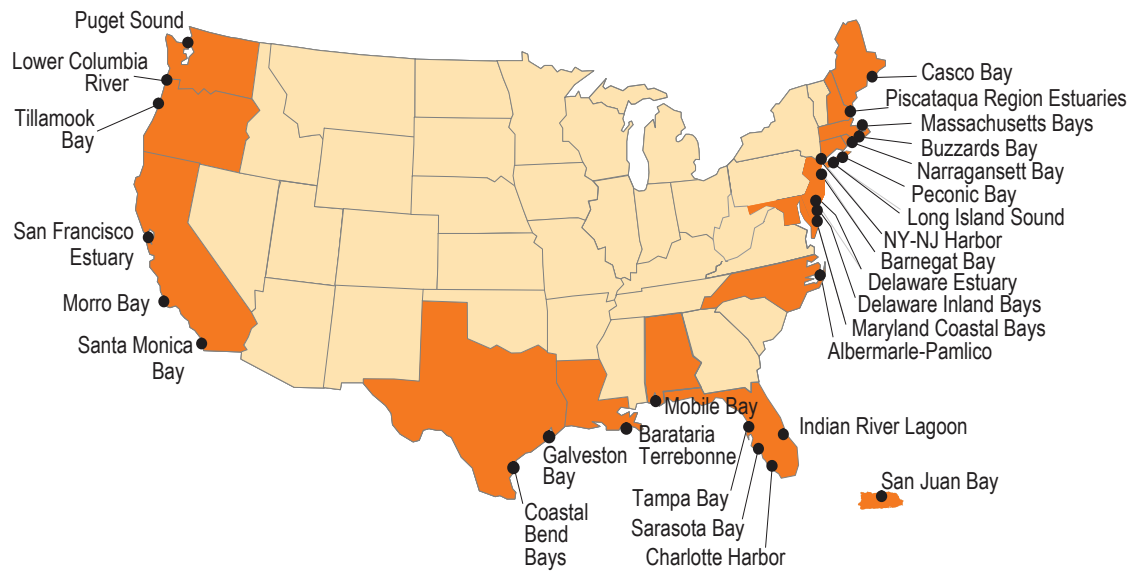 Puget Sound
Lower Columbia
River
Tillamook
Bay
San Francisco
Estuary
Morro Bay
Santa Monica
Bay
Casco Bay
Piscataqua Region Estuaries
Massachusetts Bays
Buzzards Bay
Narragansett Bay
Peconic Bay
Long Island Sound
NY-NJ Harbor
Barnegat Bay
Delaware Estuary
Delaware Inland Bays
Maryland Coastal Bays
Albermarle-Pamlico
Mobile Bay
Barataria
Terrebonne
Galveston
Bay
Coastal
Bend
Bays
Indian River Lagoon
Tampa Bay
Sarasota Bay
Charlotte Harbor
San Juan Bay